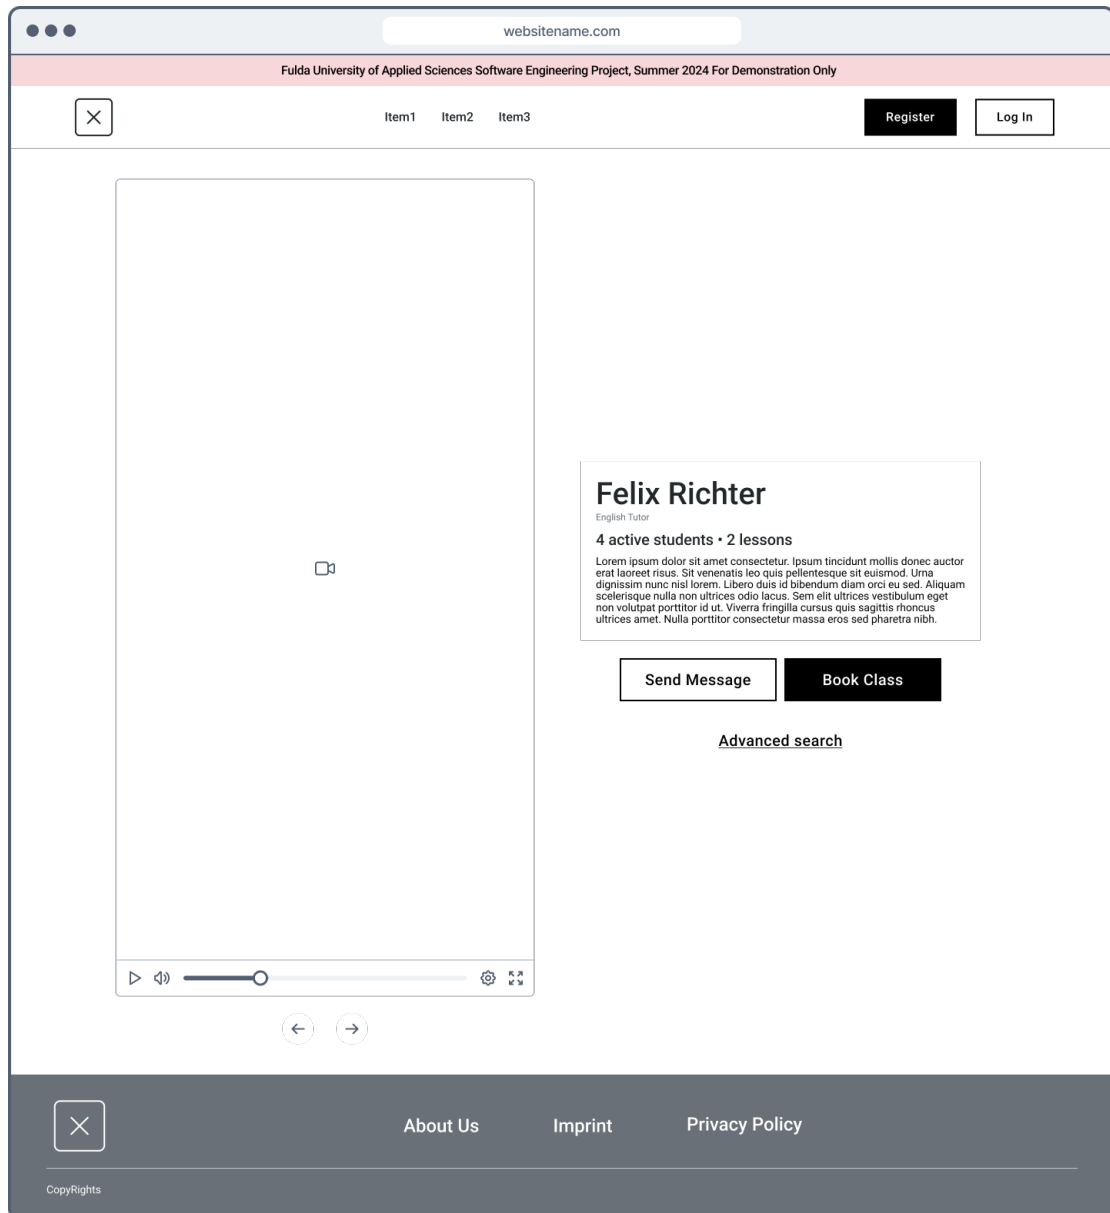 websitename.com
Fulda University of Applied Sciences Software Engineering Project, Summer 2024 For Demonstration Only
Item1 Item2 Item3 Register Log In
Felix Richter
English Tutor
4 active students • 2 lessons
Lorem ipsum dolor sit amet consectetur. Ipsum tincidunt mollis donec auctor
erat laoreet risus. Sit venenatis leo quis pellentesque sit euismod. Urna
dignissim nunc nisl lorem. Libero duis id bibendum diam orci eu sed. Aliquam
scelerisque nulla non ultrices odio lacus. Sem elit ultrices vestibulum eget
non volutpat porttitor id ut. Viverra fringilla cursus quis sagittis rhoncus
ultrices amet. Nulla porttitor consectetur massa eros sed pharetra nibh.
Send Message Book Class
Advanced search
About Us Imprint Privacy Policy
CopyRights